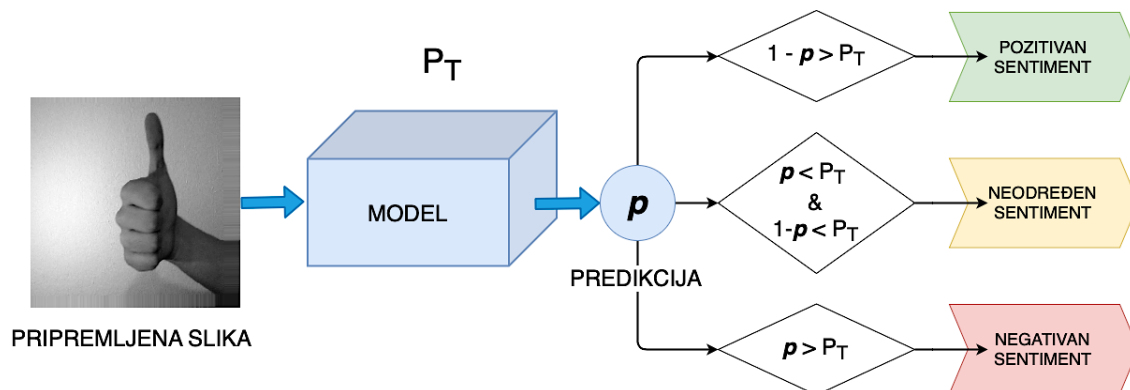 P_T
PRIPREMLJENA SLIKA
MODEL
p
PREDIKCIJA
1 - p > P_T
POZITIVAN
SENTIMENT
p < P_T
&
1-p < P_T
NEODREĐEN
SENTIMENT
p > P_T
NEGATIVAN
SENTIMENT